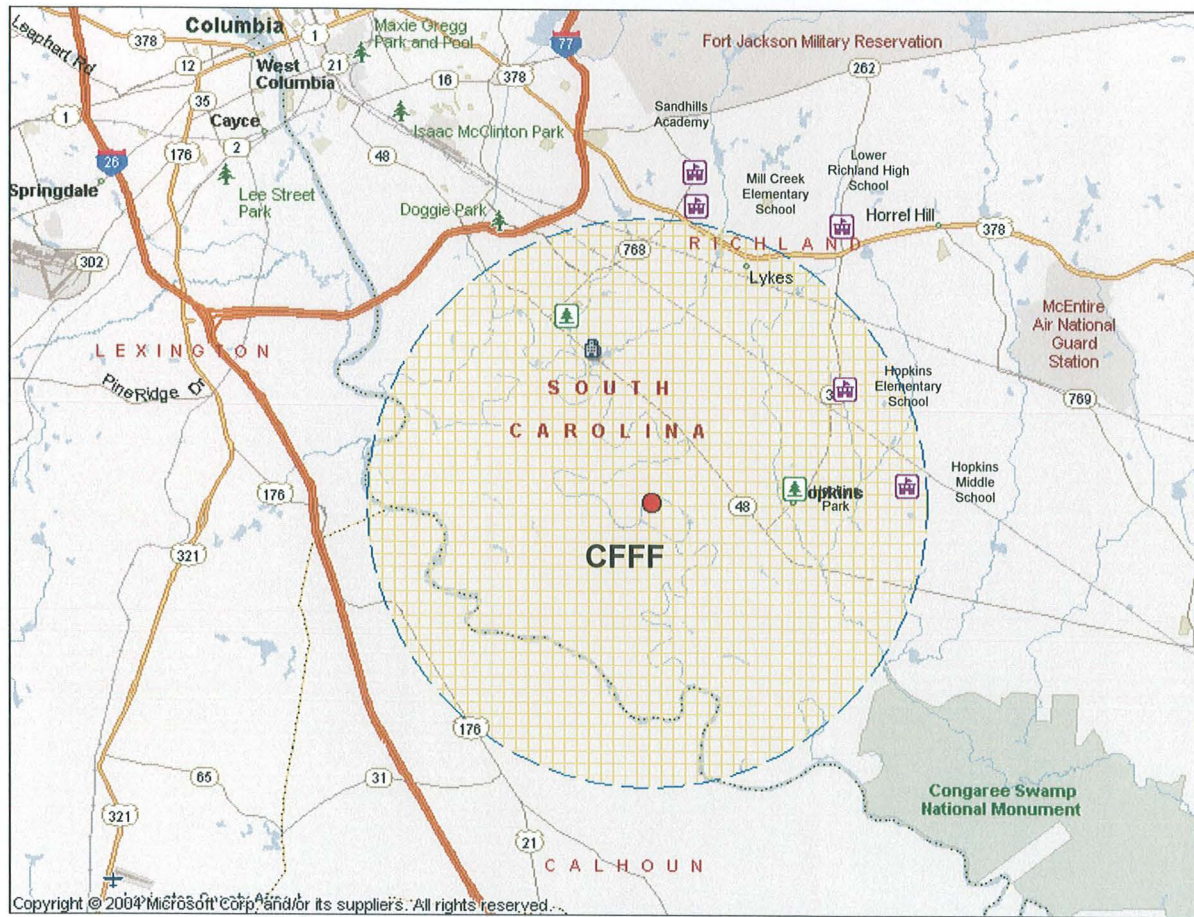 Columbia
Maxie Gregg
Park and Pool
Leaphart Rd
378
1
77
Fort Jackson Military Reservation
12
West
Columbia
21
16
378
262
35
Sandhills
Academy
1
Cayce
Isaac McClinton Park
176
2
48
26
Springdale
Lee Street
Park
Doggie Park
Mill Creek
Elementary
School
Lower
Richland High
School
Horrel Hill
378
302
768
RICHLAND
Lykes
McEntire
Air National
Guard
Station
LEXINGTON
Pine Ridge Dr
SOUTH
CAROLINA
Hopkins
Elementary
School
769
176
48
Hopkins
Park
Hopkins
Middle
School
321
CFFF
176
65
31
321
21
CALHOUN
Congaree Swamp
National Monument
Copyright © 2004 Microsoft Corp. and/or its suppliers. All rights reserved.